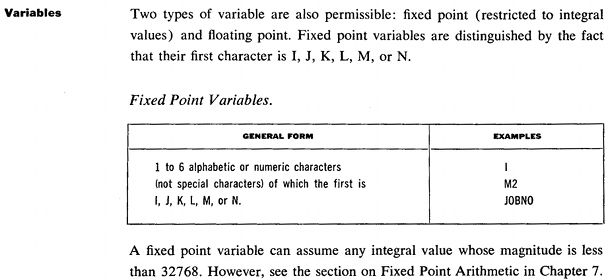 Variables
Two types of variable are also permissible: fixed point (restricted to integral
values) and floating point. Fixed point variables are distinguished by the fact
that their first character is I, J, K, L, M, or N.
Fixed Point Variables.
GENERAL FORM
EXAMPLES
1 to 6 alphabetic or numeric characters
(not special characters) of which the first is
I, J, K, L, M, or N.
I
M2
JOBNO
A fixed point variable can assume any integral value whose magnitude is less
than 32768. However, see the section on Fixed Point Arithmetic in Chapter 7.